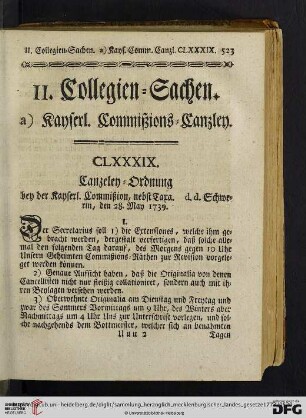 II. Collegien-Sachen. a) Kays. Comm. Canzl. CLXXXIX. 523
II. Collegien-Sachen.
a) Kayserl. Commißions-Canzley.
CLXXXIX.
Canzeley-Ordnung
bey der Kayserl. Commißion, nebst Taxa. d. d. Schwe-
rin, den 28. May 1739.
I.
Der Secretarius soll 1) die Extensiones, welche ihm ge-
bracht werden, dergestalt verfertigen, daß solche alle-
mal den folgenden Tag darauf, des Morgens gegen 10 Uhr
Unsern Geheimten Commißions-Räthen zur Revision vorgele-
get werden können.
2) Genaue Aufsicht haben, daß die Originalia von denen
Cancellisten nicht nur fleißig collationiret, sondern auch mit ih-
ren Beylagen versehen werden.
3) Oberwehnte Originalia am Dienstag und Freytag und
zwar des Sommers Vormittags um 9 Uhr, des Winters aber
Nachmittags um 4 Uhr Uns zur Unterschrift vorlegen, und sol-
che nachgehends dem Botmeister, welcher sich an benahmten
Uuu 2 Tagen